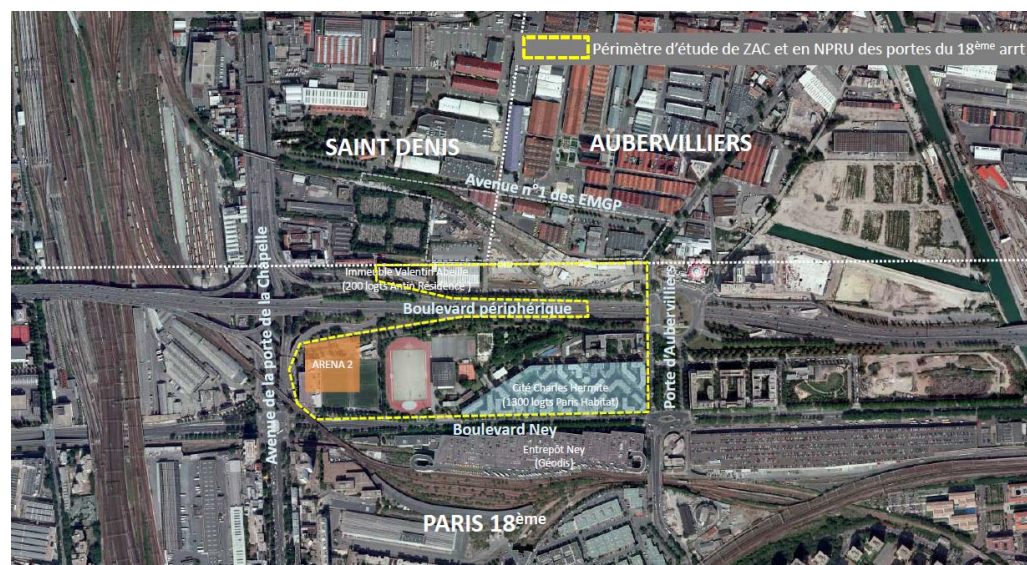 Périmètre d'étude de ZAC et en NPRU des portes du 18ème arrt
SAINT DENIS
AUBERVILLIERS
Avenue n°1 des EMGP
Avenue de la porte de la Chapelle
Immeuble Valentin Abeille
(200 logts Antin Résidence)
Boulevard périphérique
Porte d'Aubervilliers
ARENA 2
Cité Charles Hermite
(1300 logts Paris Habitat)
Boulevard Ney
Entrepôt Ney
(Géodis)
PARIS 18ème